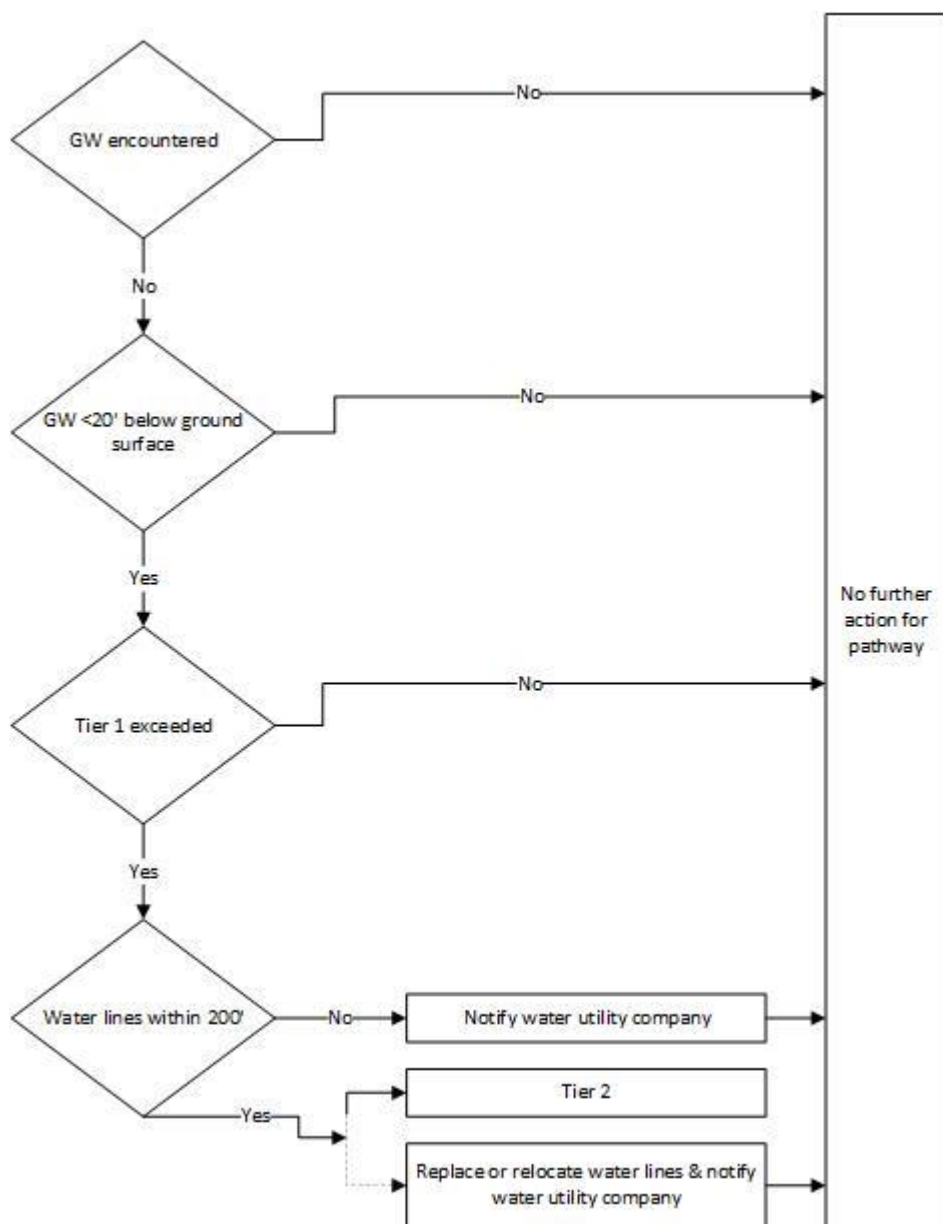 GW encountered
No
No
GW <20' below ground
surface
No
Yes
No further
action for
pathway
Tier 1 exceeded
No
Yes
Water lines within 200'
No
Notify water utility company
Tier 2
Yes
Replace or relocate water lines & notify
water utility company